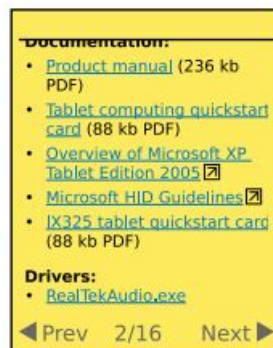 Documentation:
• Product manual (236 kb
PDF)
• Tablet computing quickstart
card (88 kb PDF)
• Overview of Microsoft XP
Tablet Edition 2005
• Microsoft HID Guidelines
• IX325 tablet quickstart card
(88 kb PDF)
Drivers:
• RealTekAudio.exe
Prev 2/16 Next